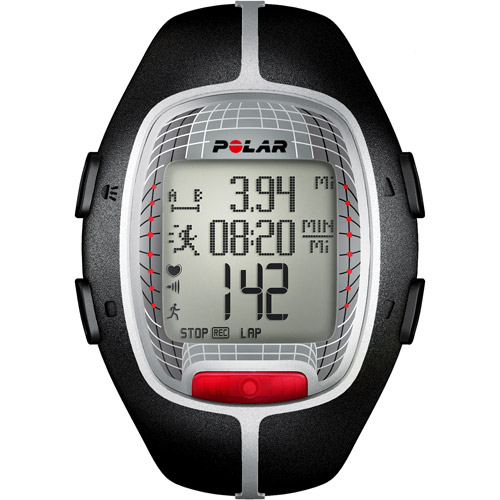 POLAR
A B 3.94 Mi
08:20 MIN/Mi
142
STOP REC LAP